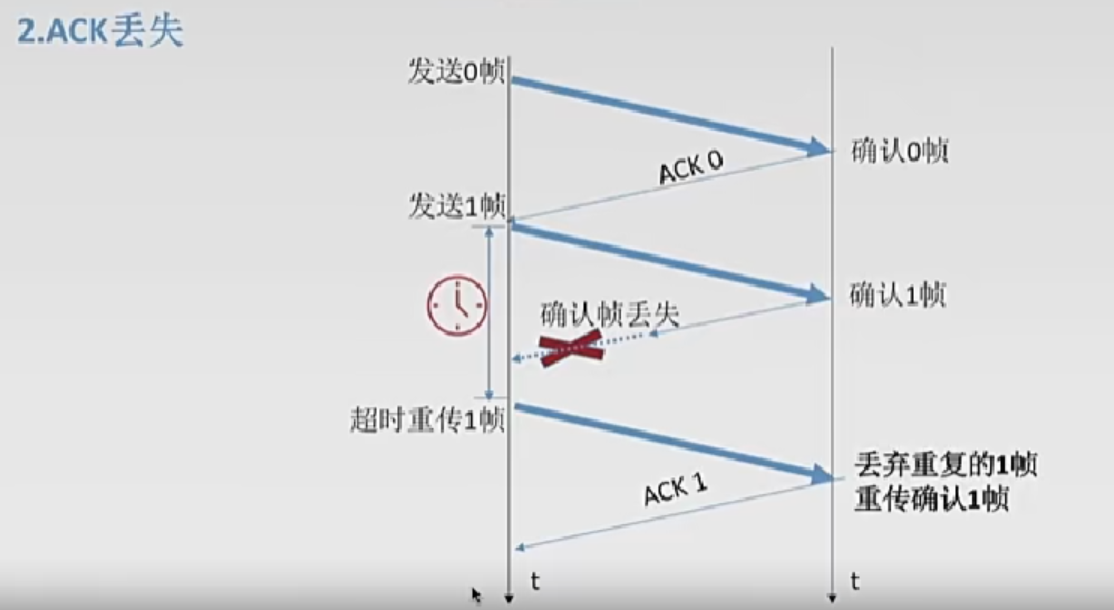 2.ACK丢失
发送0帧
ACK 0
确认0帧
发送1帧
确认1帧
确认帧丢失
超时重传1帧
ACK 1
丢弃重复的1帧
重传确认1帧
t
t